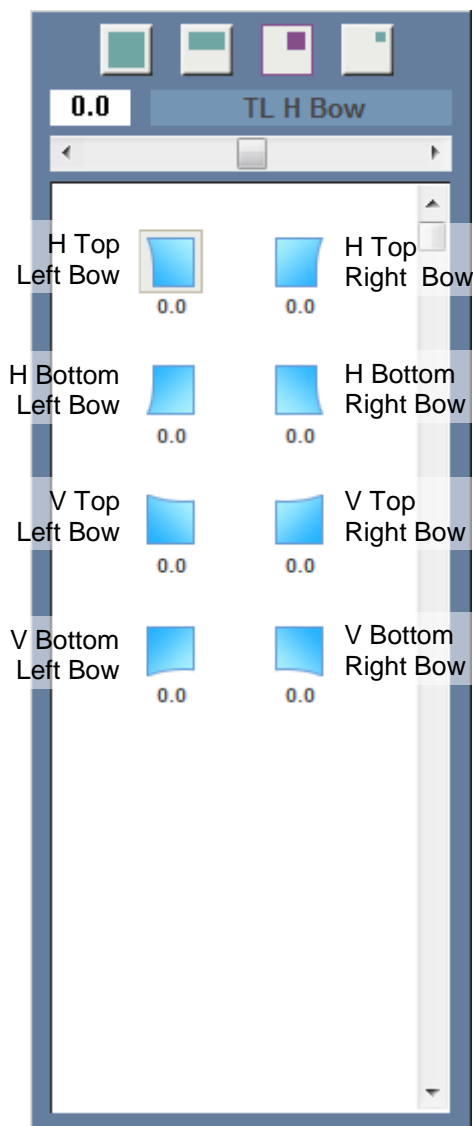 0.0 TL H Bow
H Top H Top
Left Bow Right Bow
0.0 0.0
H Bottom H Bottom
Left Bow Right Bow
0.0 0.0
V Top V Top
Left Bow Right Bow
0.0 0.0
V Bottom V Bottom
Left Bow Right Bow
0.0 0.0